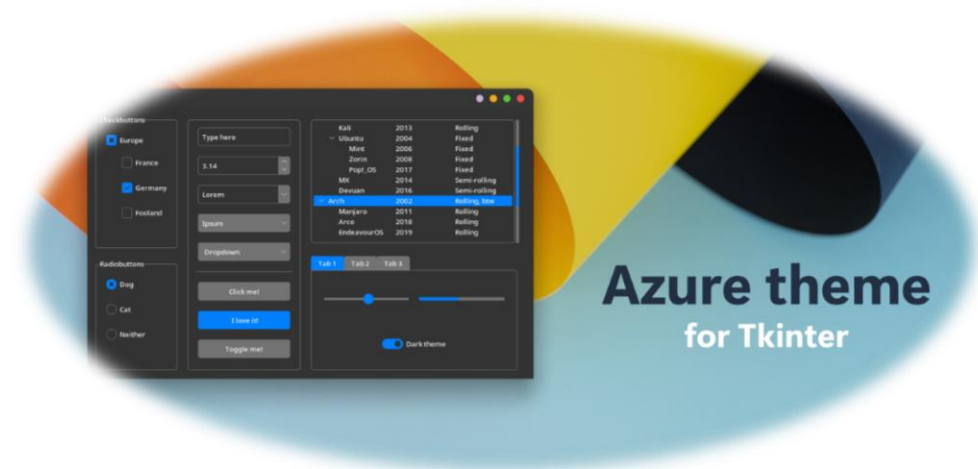 Checkbuttons
Europe
France
Germany
Fooland
Radiobuttons
Dog
Cat
Neither
Type here
3.14
Lorem
Ipsum
Dropdown
Click me!
I love it!
Toggle me!
Kali 2013 Rolling
Ubuntu 2004 Fixed
Mint 2006 Fixed
Zorin 2008 Fixed
Pop!_OS 2017 Fixed
MX 2014 Semi-rolling
Devuan 2016 Semi-rolling
Arch 2002 Rolling, btw
Manjaro 2011 Rolling
Arco 2018 Rolling
EndeavourOS 2019 Rolling
Tab 1 Tab 2 Tab 3
Dark theme
Azure theme
for Tkinter